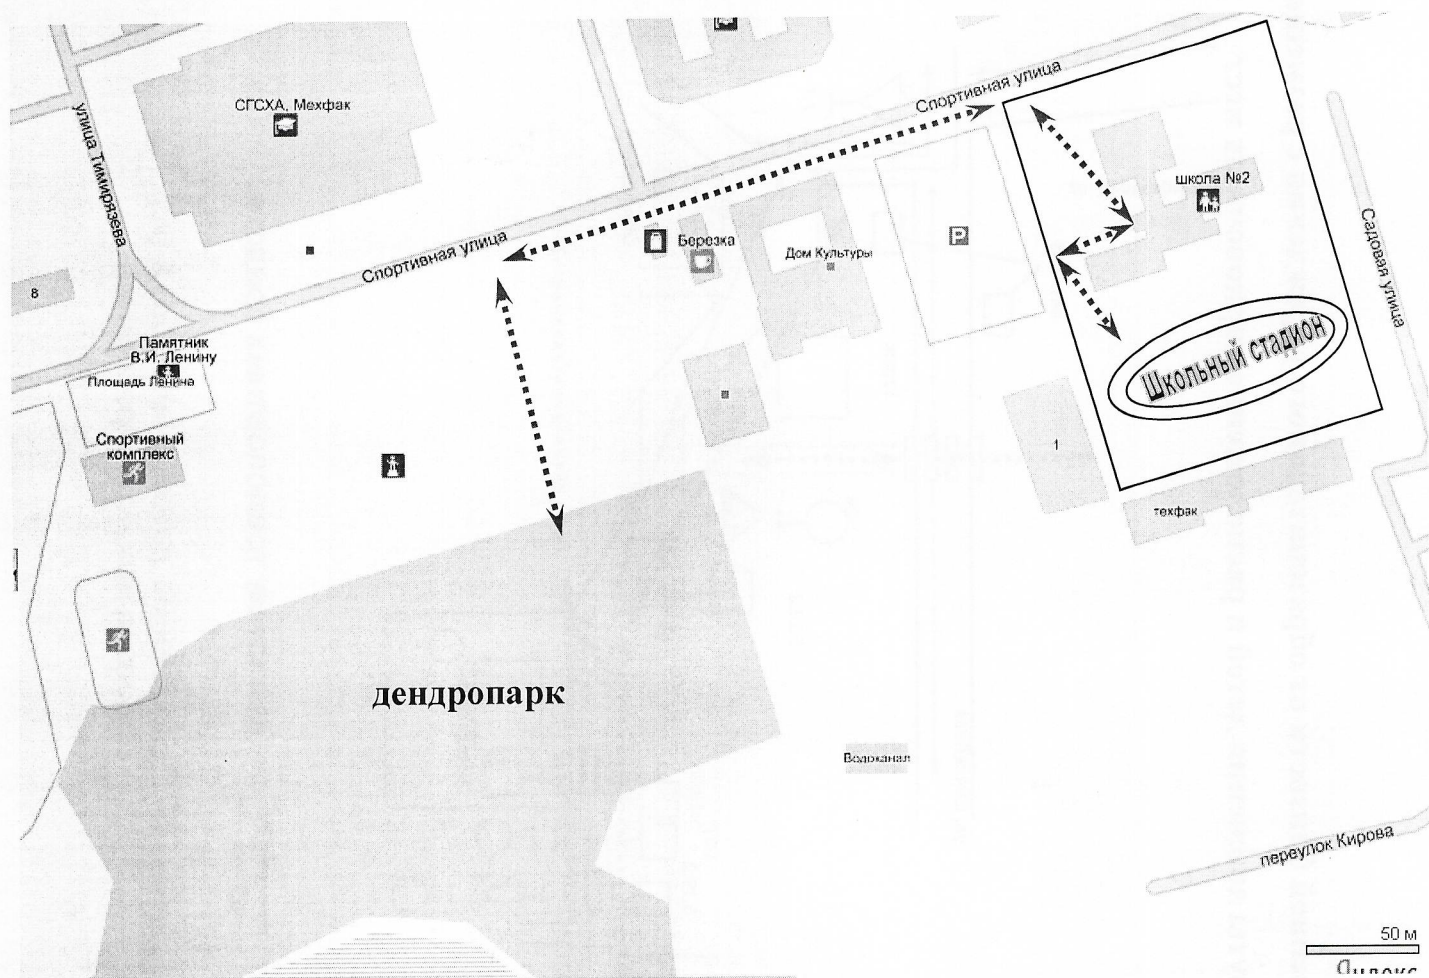 Спортивная улица
СГСХА, Мехфак
улица Тимирязева
школа №2
Садовая улица
P
Березка
Дом Культуры
Спортивная улица
8
Памятник
В.И. Ленину
Площадь Ленина
Школьный стадион
Спортивный
комплекс
1
техфак
дендропарк
Водоканал
переулок Кирова
50 м
Яндекс